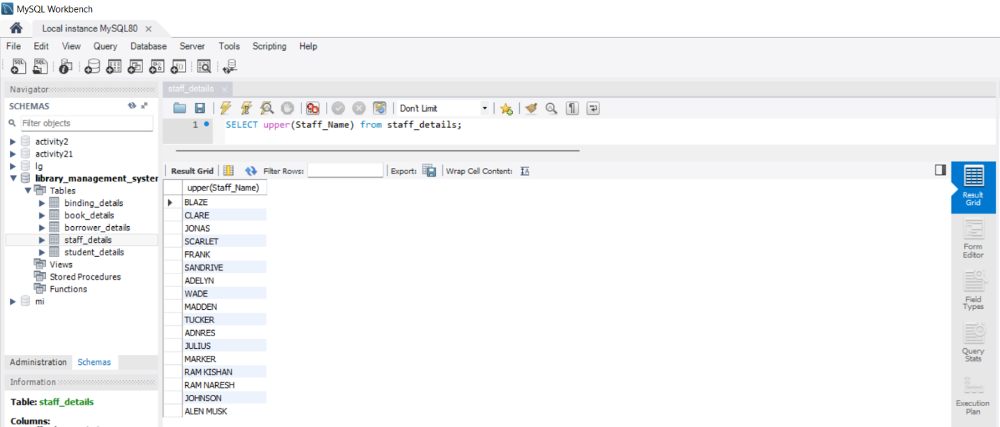 MySQL Workbench
Local instance MySQL80
File Edit View Query Database Server Tools Scripting Help
Navigator
SCHEMAS
Filter objects
activity2
activity21
lg
library_management_system
Tables
binding_details
book_details
borrower_details
staff_details
student_details
Views
Stored Procedures
Functions
mi
Administration Schemas
Information
Table: staff_details
Columns:
staff_details
Don't Limit
1 SELECT upper(Staff_Name) from staff_details;
Result Grid Filter Rows: Export: Wrap Cell Content:
upper(Staff_Name)
BLAZE
CLARE
JONAS
SCARLET
FRANK
SANDRIVE
ADELYN
WADE
MADDEN
TUCKER
ADNRES
JULIUS
MARKER
RAM KISHAN
RAM NARESH
JOHNSON
ALEN MUSK
Result
Grid
Form
Editor
Field
Types
Query
Stats
Execution
Plan